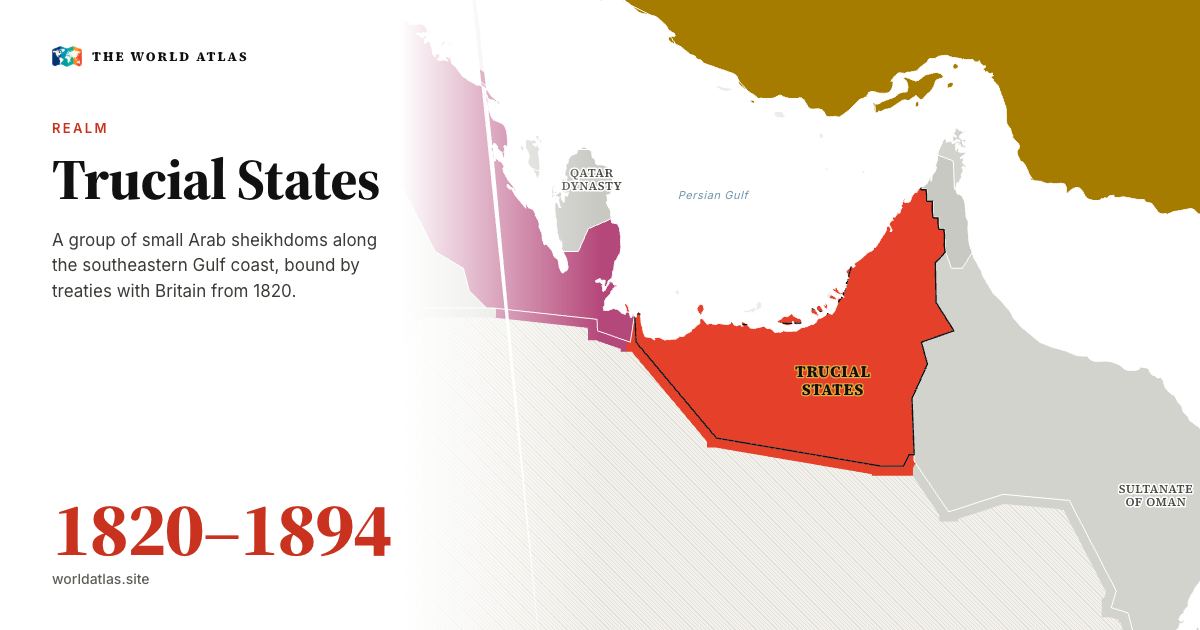 THE WORLD ATLAS
REALM
Trucial States
A group of small Arab sheikhdoms along
the southeastern Gulf coast, bound by
treaties with Britain from 1820.
1820–1894
worldatlas.site
QATAR
DYNASTY
Persian Gulf
TRUCIAL
STATES
SULTANATE
OF OMAN